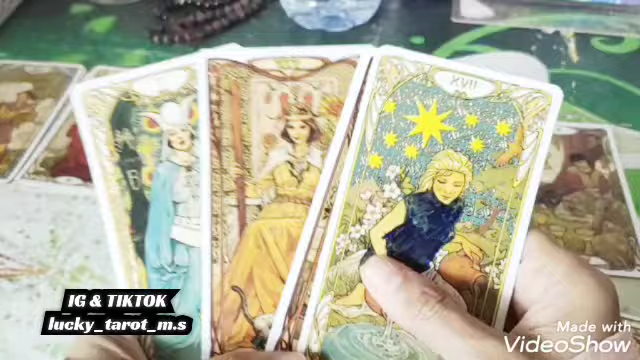 XVII
IG & TIKTOK
lucky_tarot_m.s
Made with
VideoShow